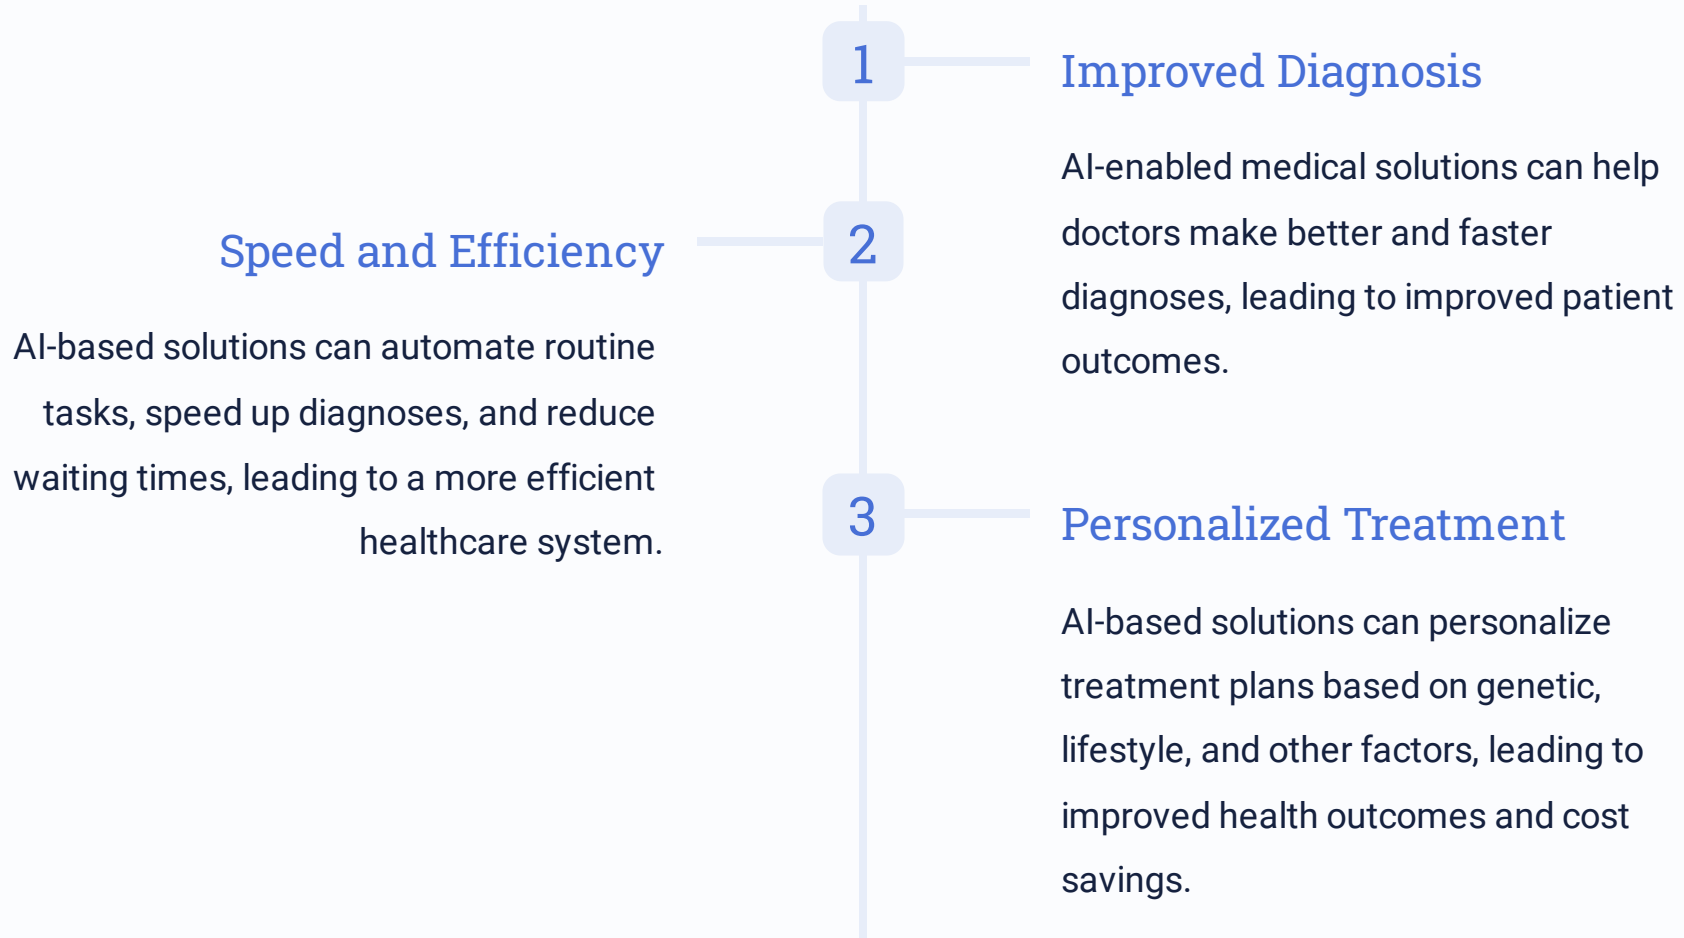 1
Improved Diagnosis
AI-enabled medical solutions can help
doctors make better and faster
diagnoses, leading to improved patient
outcomes.
2
Speed and Efficiency
AI-based solutions can automate routine
tasks, speed up diagnoses, and reduce
waiting times, leading to a more efficient
healthcare system.
3
Personalized Treatment
AI-based solutions can personalize
treatment plans based on genetic,
lifestyle, and other factors, leading to
improved health outcomes and cost
savings.